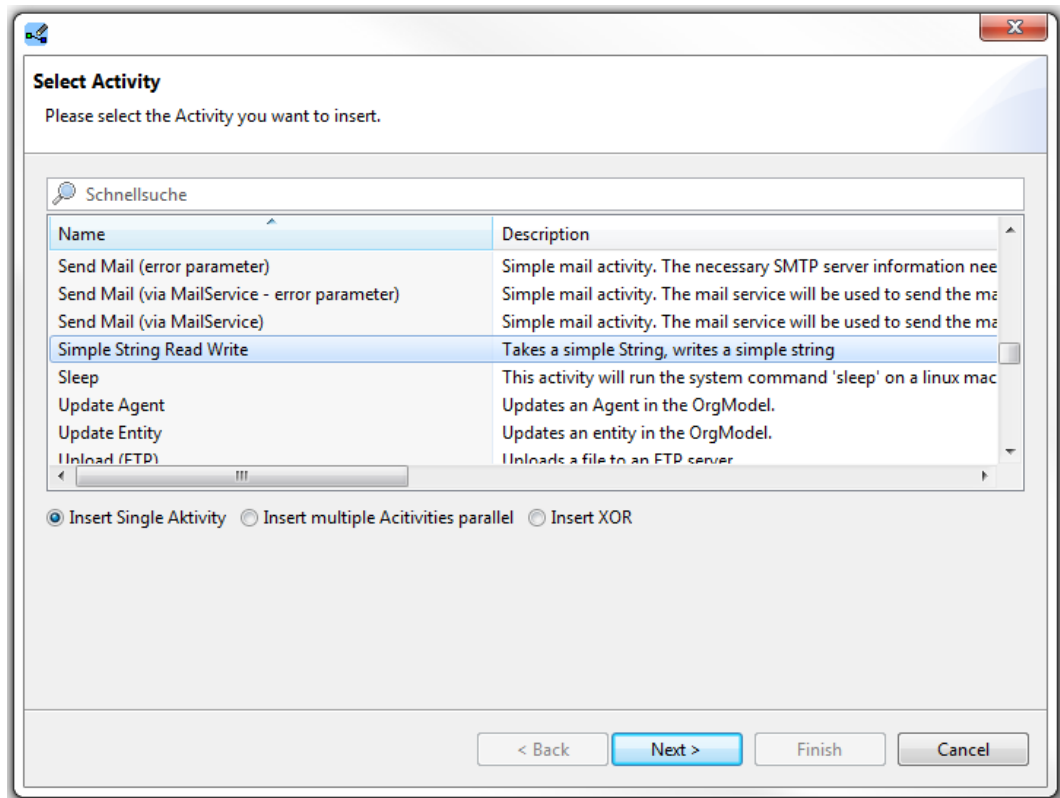 Select Activity
Please select the Activity you want to insert.
Schnellsuche
Name Description
Send Mail (error parameter) Simple mail activity. The necessary SMTP server information nee
Send Mail (via MailService - error parameter) Simple mail activity. The mail service will be used to send the ma
Send Mail (via MailService) Simple mail activity. The mail service will be used to send the ma
Simple String Read Write Takes a simple String, writes a simple string
Sleep This activity will run the system command 'sleep' on a linux mac
Update Agent Updates an Agent in the OrgModel.
Update Entity Updates an entity in the OrgModel.
Upload (FTP) Uploads a file to an FTP server
Insert Single Aktivity Insert multiple Acitivities parallel Insert XOR
< Back Next > Finish Cancel